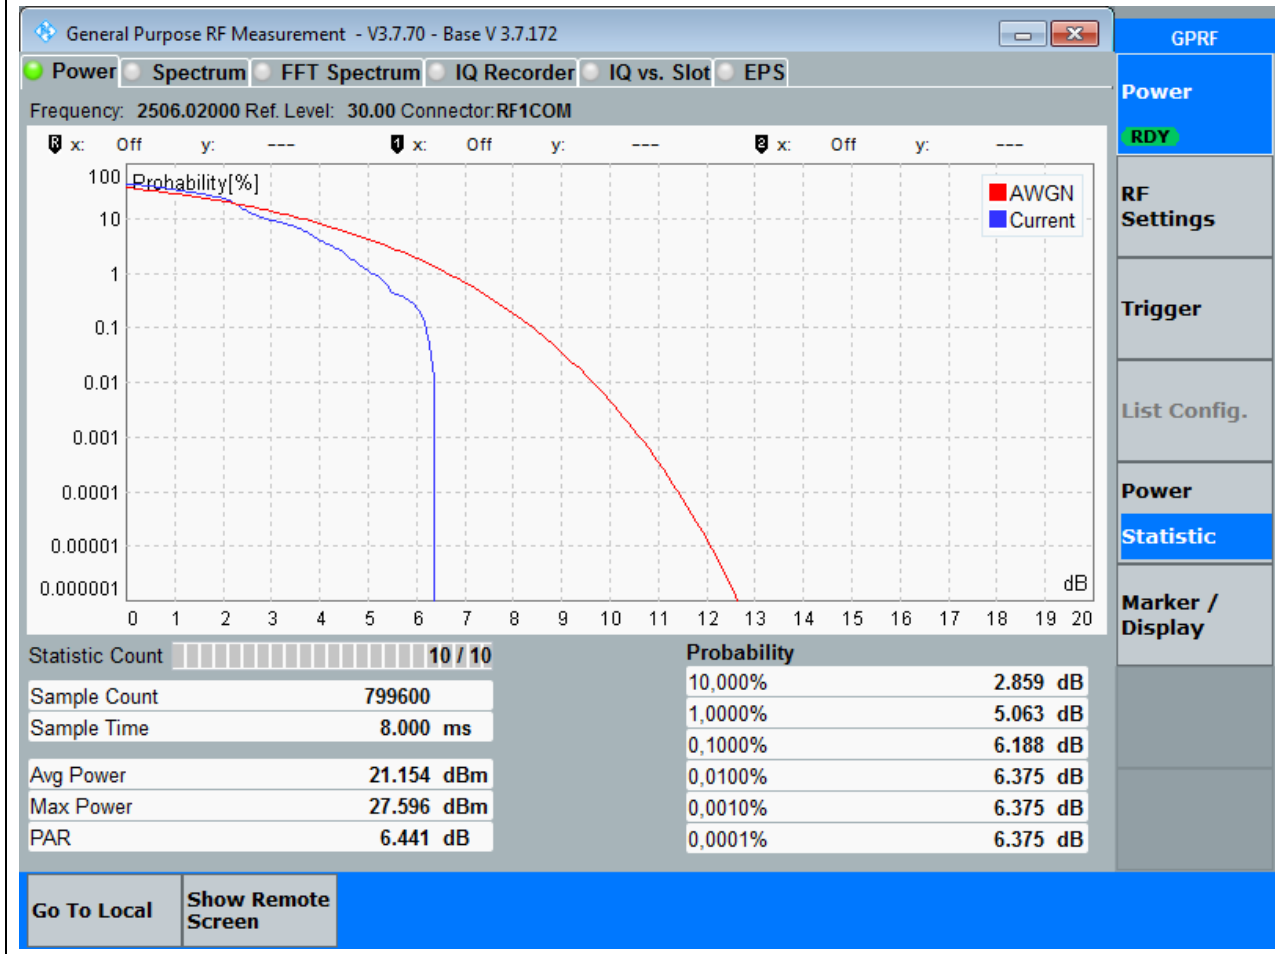 General Purpose RF Measurement - V3.7.70 - Base V 3.7.172
GPRF
Power Spectrum FFT Spectrum IQ Recorder IQ vs. Slot EPS
Frequency: 2506.02000 Ref. Level: 30.00 Connector:RF1COM
R x: Off y: --- 1 x: Off y: --- 2 x: Off y: ---
Probability[%]
AWGN
Current
100
10
1
0.1
0.01
0.001
0.0001
0.00001
0.000001
dB
0 1 2 3 4 5 6 7 8 9 10 11 12 13 14 15 16 17 18 19 20
Statistic Count 10 / 10
Sample Count 799600
Sample Time 8.000 ms
Avg Power 21.154 dBm
Max Power 27.596 dBm
PAR 6.441 dB
Probability
10,000% 2.859 dB
1,0000% 5.063 dB
0,1000% 6.188 dB
0,0100% 6.375 dB
0,0010% 6.375 dB
0,0001% 6.375 dB
Power
RDY
RF
Settings
Trigger
List Config.
Power
Statistic
Marker /
Display
Go To Local
Show Remote
Screen